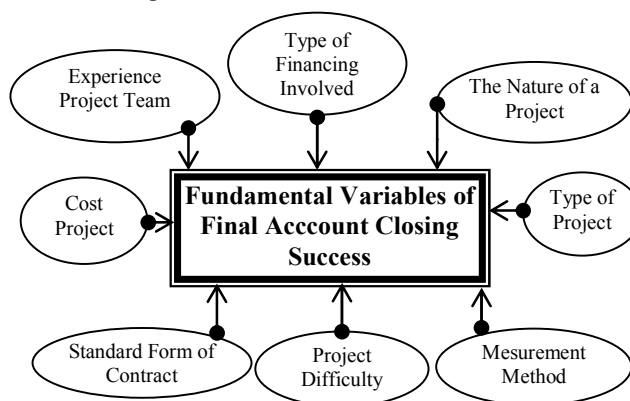 Type of
Financing
Involved
Experience
Project Team
The Nature of a
Project
Cost
Project
Fundamental Variables of
Final Acccount Closing
Success
Type of
Project
Standard Form of
Contract
Project
Difficulty
Mesurement
Method